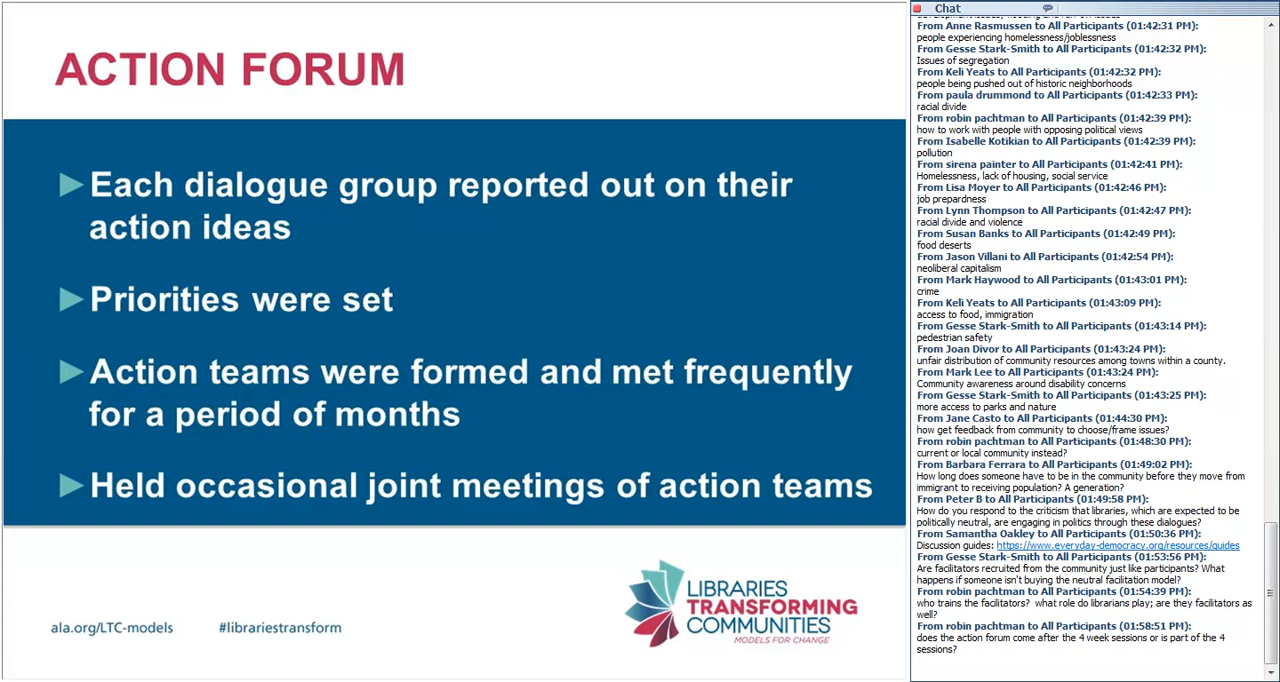 ACTION FORUM
Each dialogue group reported out on their
action ideas
Priorities were set
Action teams were formed and met frequently
for a period of months
Held occasional joint meetings of action teams
ala.org/LTC-models
#librariestransform
LIBRARIES
TRANSFORMING
COMMUNITIES
MODELS FOR CHANGE
Chat
From Anne Rasmussen to All Participants (01:42:31 PM):
people experiencing homelessness/joblessness
From Gesse Stark-Smith to All Participants (01:42:32 PM):
Issues of segregation
From Keli Yeats to All Participants (01:42:32 PM):
people being pushed out of historic neighborhoods
From paula drummond to All Participants (01:42:33 PM):
racial divide
From robin pachtman to All Participants (01:42:39 PM):
how to work with people with opposing political views
From Isabelle Kotikian to All Participants (01:42:39 PM):
pollution
From sirena painter to All Participants (01:42:41 PM):
Homelessness, lack of housing, social service
From Lisa Moyer to All Participants (01:42:46 PM):
job prepardness
From Lynn Thompson to All Participants (01:42:47 PM):
racial divide and violence
From Susan Banks to All Participants (01:42:49 PM):
food deserts
From Jason Villani to All Participants (01:42:54 PM):
neoliberal capitalism
From Mark Haywood to All Participants (01:43:01 PM):
crime
From Keli Yeats to All Participants (01:43:09 PM):
access to food, immigration
From Gesse Stark-Smith to All Participants (01:43:14 PM):
pedestrian safety
From Joan Divor to All Participants (01:43:24 PM):
unfair distribution of community resources among towns within a county.
From Mark Lee to All Participants (01:43:24 PM):
Community awareness around disability concerns
From Gesse Stark-Smith to All Participants (01:43:25 PM):
more access to parks and nature
From Jane Casto to All Participants (01:44:30 PM):
how get feedback from community to choose/frame issues?
From robin pachtman to All Participants (01:48:30 PM):
current or local community instead?
From Barbara Ferrara to All Participants (01:49:02 PM):
How long does someone have to be in the community before they move from
immigrant to receiving population? A generation?
From Peter B to All Participants (01:49:58 PM):
How do you respond to the criticism that libraries, which are expected to be
politically neutral, are engaging in politics through these dialogues?
From Samantha Oakley to All Participants (01:50:36 PM):
Discussion guides: https://www.everyday-democracy.org/resources/guides
From Gesse Stark-Smith to All Participants (01:53:56 PM):
Are facilitators recruited from the community just like participants? What
happens if someone isn't buying the neutral facilitation model?
From robin pachtman to All Participants (01:54:39 PM):
who trains the facilitators? what role do librarians play; are they facilitators as
well?
From robin pachtman to All Participants (01:58:51 PM):
does the action forum come after the 4 week sessions or is part of the 4
sessions?